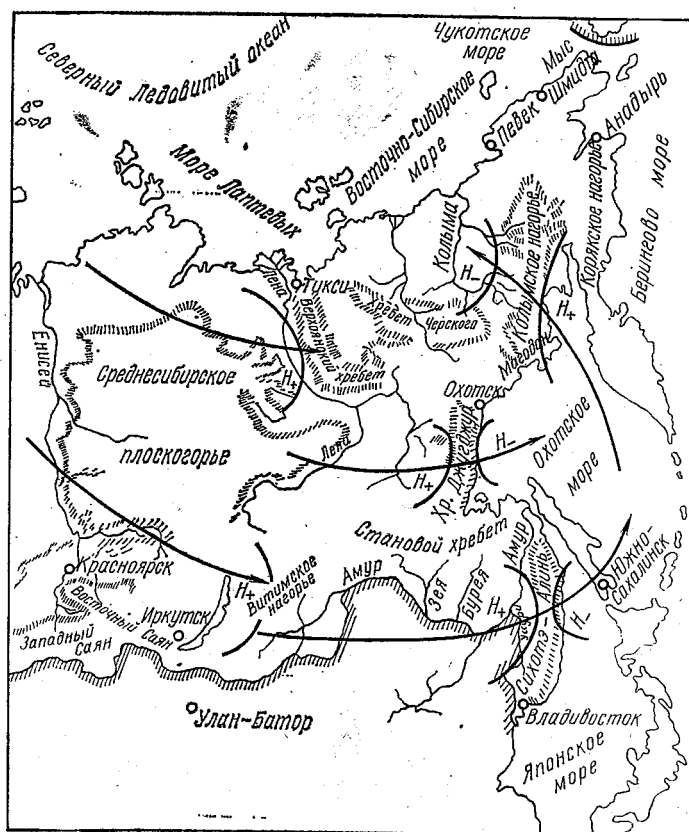 Северный Ледовитый океан
Чукотское
море
Мыс
Шмидта
Певек
Анадырь
Восточно-Сибирское
море
Море Лаптевых
Берингово море
Корякское нагорье
Колыма
Колымское нагорье
Н-
Н+
Лена
Тикси
Верхоянский хребет
Хребет
Черского
Магадан
Енисей
Среднесибирское
Н+
Охотск
плоскогорье
Лена
Н+
Н-
Хр. Джугджур
Охотское
море
Становой хребет
Красноярск
Н+
Витимское
нагорье
Амур
Зея
Бурея
Амур
Н+
Н-
Сихотэ-
Алинь
Южно-
Сахалинск
Восточный Саян
Иркутск
Западный
Саян
Улан-Батор
Владивосток
Японское
море